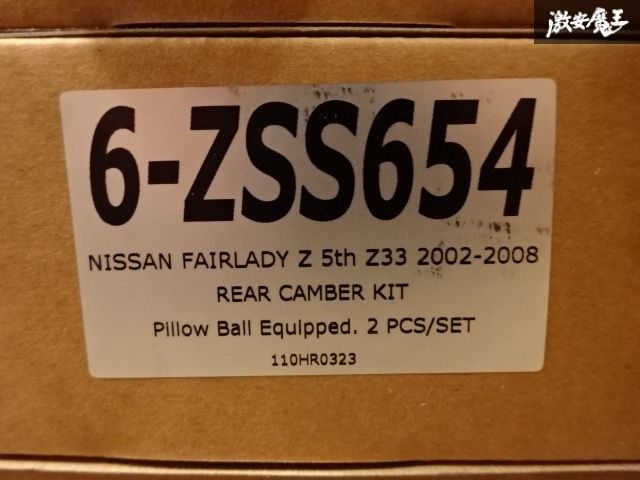 激安魔王
6-ZSS654
NISSAN FAIRLADY Z 5th Z33 2002-2008
REAR CAMBER KIT
Pillow Ball Equipped. 2 PCS/SET
110HR0323